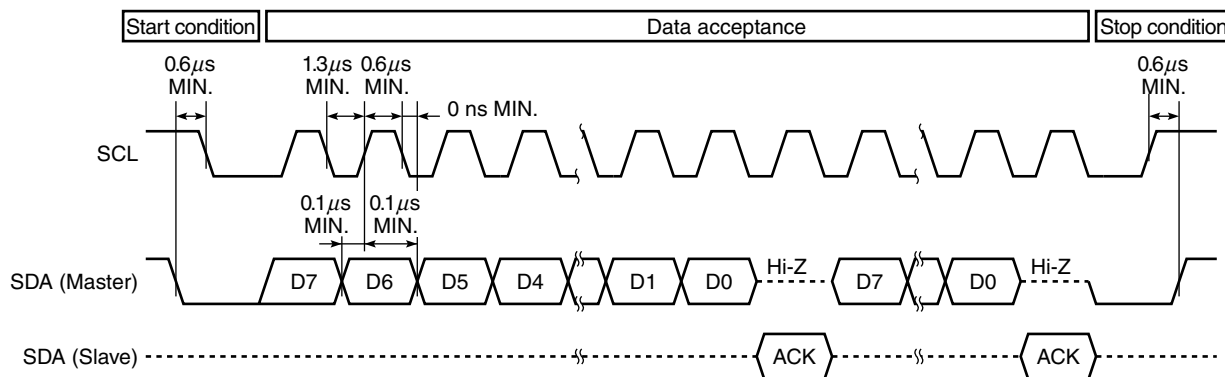 Start condition
Data acceptance
Stop condition
0.6μs
MIN.
1.3μs
MIN.
0.6μs
MIN.
0 ns MIN.
0.6μs
MIN.
SCL
0.1μs
MIN.
0.1μs
MIN.
SDA (Master)
D7
D6
D5
D4
D1
D0
Hi-Z
D7
D0
Hi-Z
SDA (Slave)
ACK
ACK